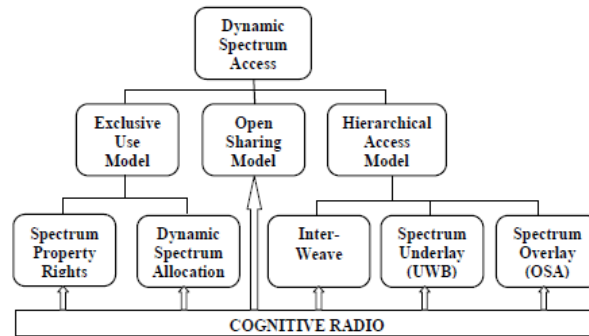 Dynamic
Spectrum
Access
Exclusive
Use
Model
Open
Sharing
Model
Hierarchical
Access
Model
Spectrum
Property
Rights
Dynamic
Spectrum
Allocation
Inter-
Weave
Spectrum
Underlay
(UWB)
Spectrum
Overlay
(OSA)
COGNITIVE RADIO